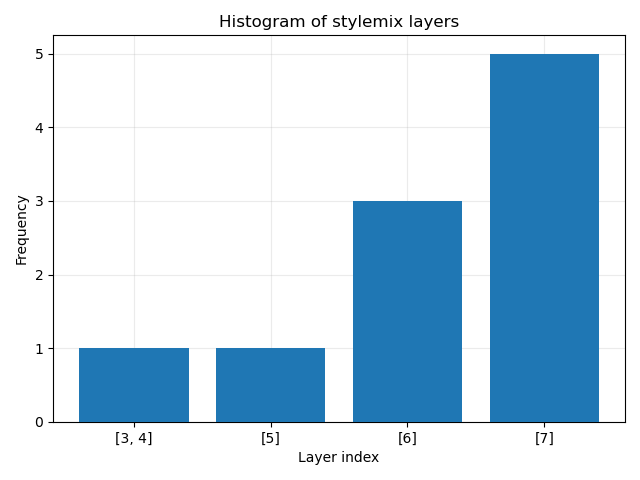 Histogram of stylemix layers
5
4
3
2
1
0
Frequency
[3, 4] [5] [6] [7]
Layer index